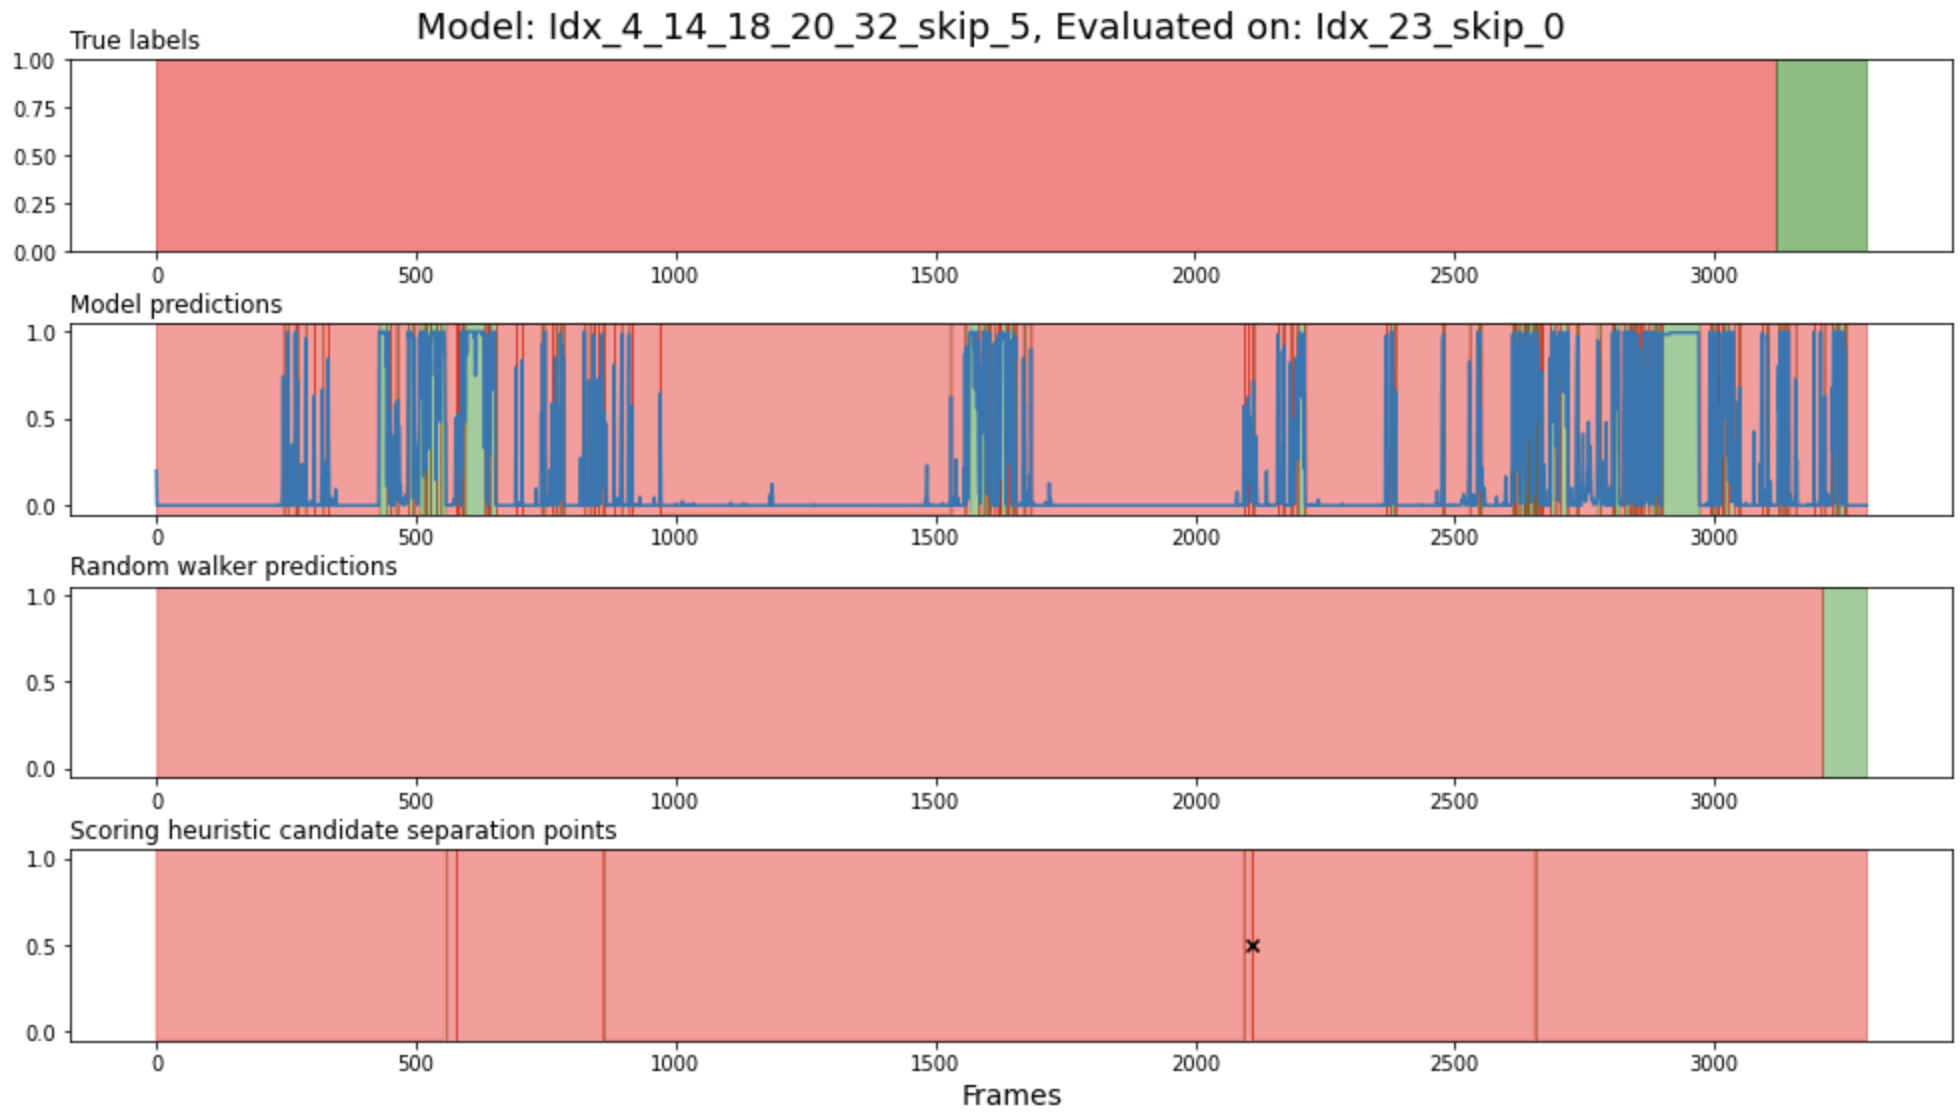 Model: Idx_4_14_18_20_32_skip_5, Evaluated on: Idx_23_skip_0
True labels
1.00
0.75
0.50
0.25
0.00
0 500 1000 1500 2000 2500 3000
Model predictions
1.0
0.5
0.0
0 500 1000 1500 2000 2500 3000
Random walker predictions
1.0
0.5
0.0
0 500 1000 1500 2000 2500 3000
Scoring heuristic candidate separation points
1.0
0.5
0.0
0 500 1000 1500 2000 2500 3000
Frames